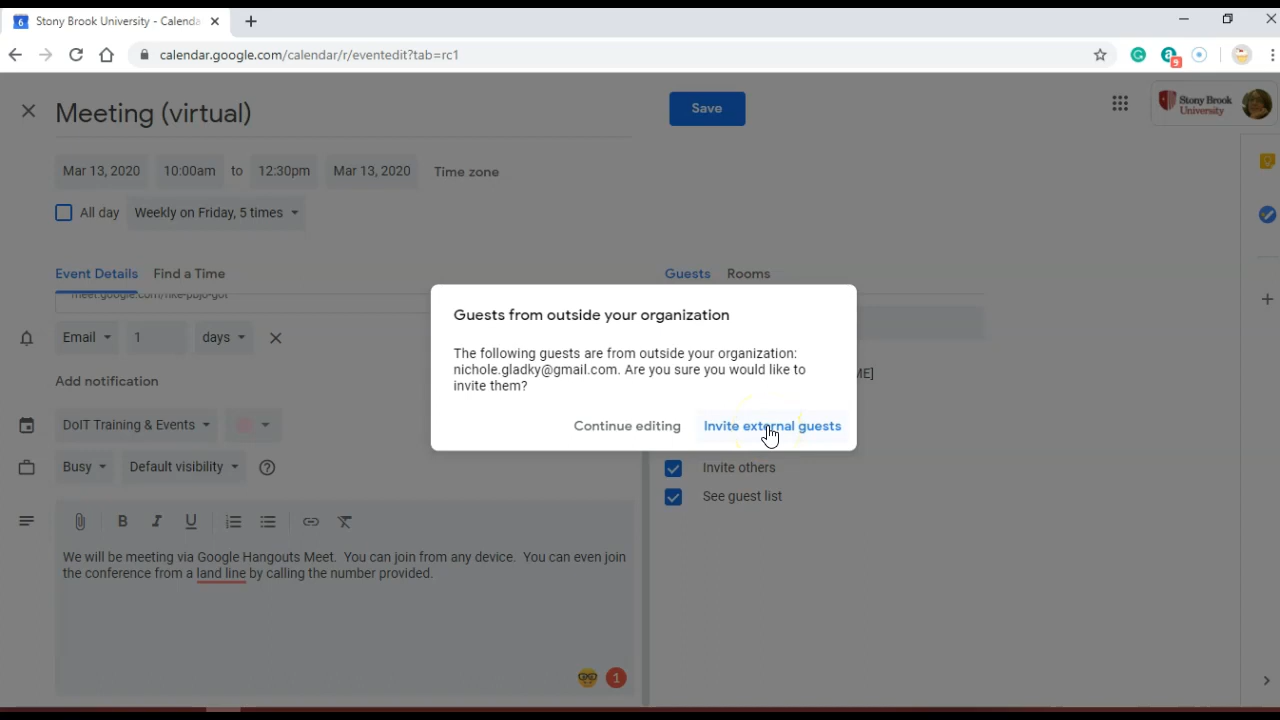 6 Stony Brook University - Calenda
calendar.google.com/calendar/r/eventedit?tab=rc1
9
Meeting (virtual)
Save
Stony Brook
University
Mar 13, 2020 10:00am to 12:30pm Mar 13, 2020 Time zone
All day Weekly on Friday, 5 times
Event Details Find a Time
Guests Rooms
Email 1 days
Add notification
DoIT Training & Events
Busy Default visibility
Guests from outside your organization
The following guests are from outside your organization:
nichole.gladky@gmail.com. Are you sure you would like to
invite them?
Continue editing Invite external guests
Invite others
See guest list
B I U
We will be meeting via Google Hangouts Meet. You can join from any device. You can even join
the conference from a land line by calling the number provided.
1